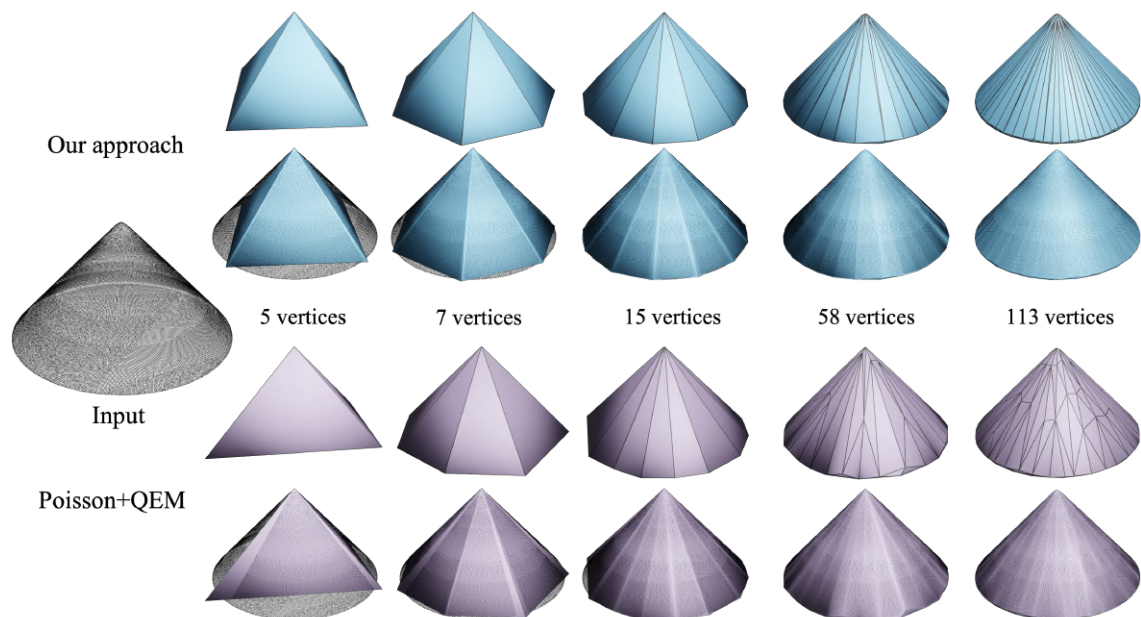 Our approach
5 vertices
7 vertices
15 vertices
58 vertices
113 vertices
Input
Poisson+QEM